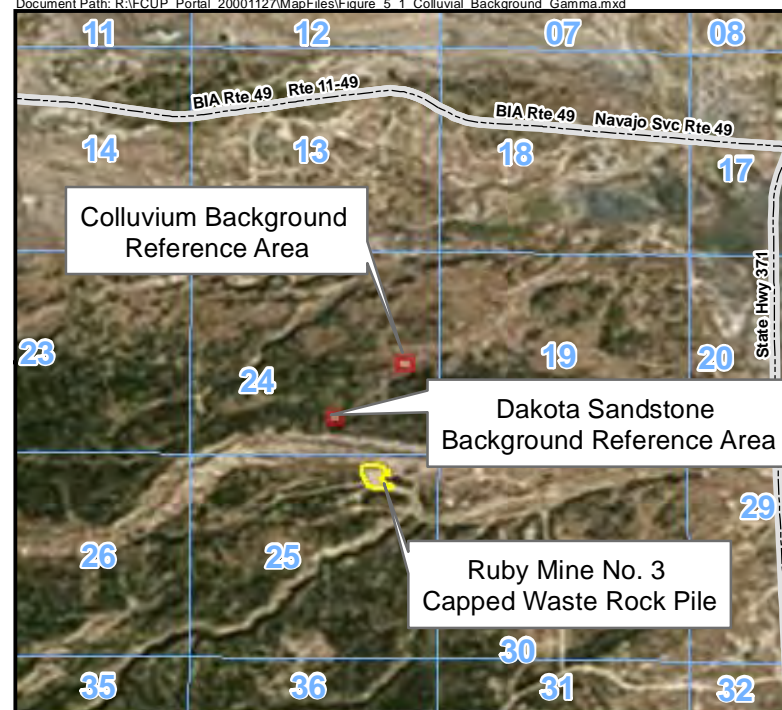 Document Path: R:\FCUP_Portal_20001127\MapFiles\Figure_5_1_Colluvial_Background_Gamma.mxd
11
12
07
08
BIA Rte 49 Rte 11-49
BIA Rte 49 Navajo Svc Rte 49
14
13
18
17
Colluvium Background
Reference Area
State Hwy 371
23
24
19
20
Dakota Sandstone
Background Reference Area
29
26
25
Ruby Mine No. 3
Capped Waste Rock Pile
30
35
36
31
32